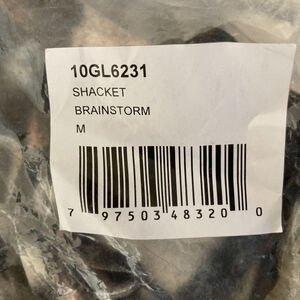 10GL6231
SHACKET
BRAINSTORM
M
7 97503 48320 0